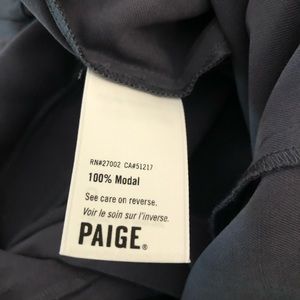 RN#27002 CA#51217
100% Modal
See care on reverse.
Voir le soin sur l'inverse.
PAIGE®